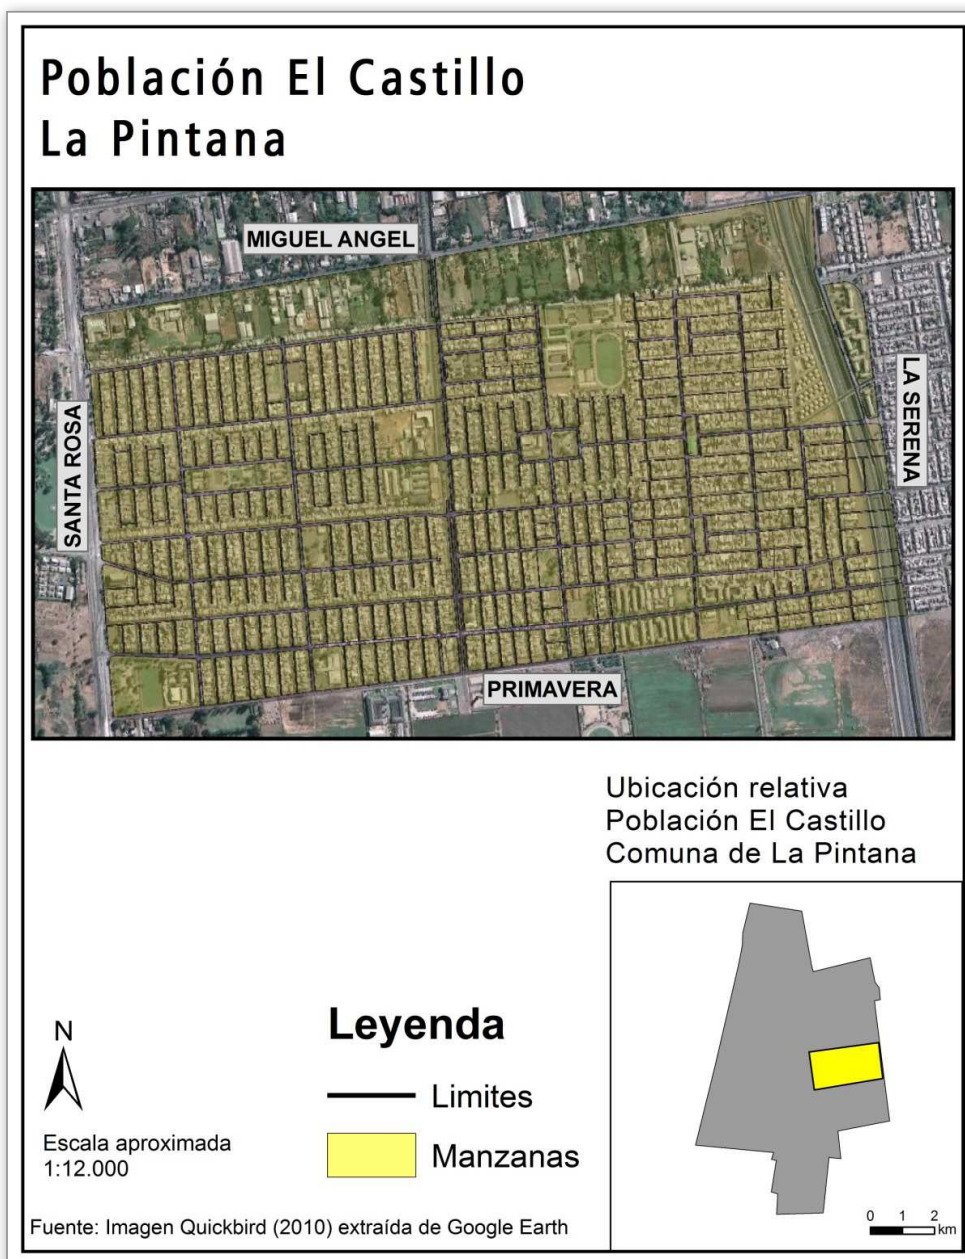 Población El Castillo
La Pintana
MIGUEL ANGEL
SANTA ROSA
LA SERENA
PRIMAVERA
Ubicación relativa
Población El Castillo
Comuna de La Pintana
N
Escala aproximada
1:12.000
Leyenda
Limites
Manzanas
0 1 2
km
Fuente: Imagen Quickbird (2010) extraída de Google Earth